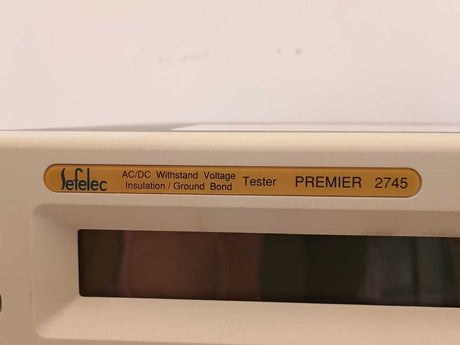 Sefelec AC/DC Withstand Voltage Insulation / Ground Bond Tester PREMIER 2745